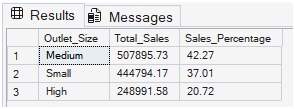 Results Messages
Outlet_Size Total_Sales Sales_Percentage
1 Medium 507895.73 42.27
2 Small 444794.17 37.01
3 High 248991.58 20.72